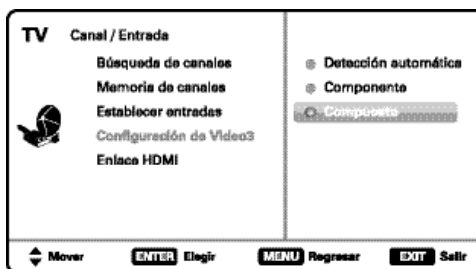 TV Canal / Entrada
Búsqueda de canales
Memoria de canales
Establecer entradas
Configuración de Video3
Enlace HDMI
Detección automática
Componente
Compuesto
Mover ENTER Elegir MENU Regresar EXIT Salir